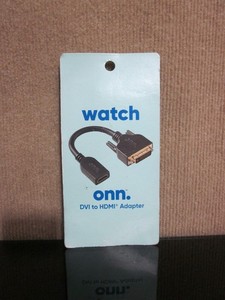 watch
onn.
DVI to HDMI® Adapter